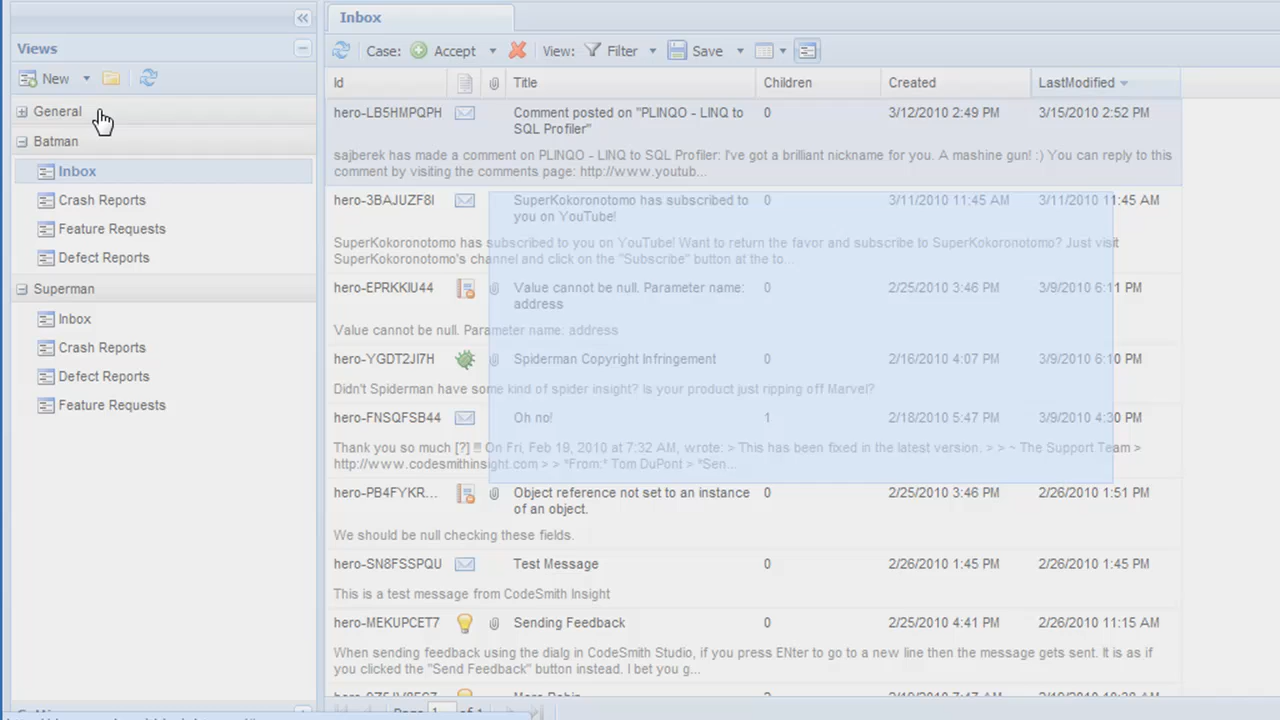 Inbox
Views
Case: Accept View: Filter Save
New
Id Title Children Created LastModified
General
hero-LB5HMPQPH Comment posted on "PLINQO - LINQ to 0 3/12/2010 2:49 PM 3/15/2010 2:52 PM
SQL Profiler"
Batman
sajberek has made a comment on PLINQO - LINQ to SQL Profiler: I've got a brilliant nickname for you. A mashine gun! :) You can reply to this
comment by visiting the comments page: http://www.youtub...
Inbox
Crash Reports
hero-3BAJUZF8I SuperKokoronotomo has subscribed to 0 3/11/2010 11:45 AM 3/11/2010 11:45 AM
you on YouTube!
Feature Requests
SuperKokoronotomo has subscribed to you on YouTube! Want to return the favor and subscribe to SuperKokoronotomo? Just visit
SuperKokoronotomo's channel and click on the "Subscribe" button at the to...
Defect Reports
Superman
hero-EPRKKIU44 Value cannot be null. Parameter name: 0 2/25/2010 3:46 PM 3/9/2010 6:11 PM
address
Inbox
Value cannot be null. Parameter name: address
Crash Reports
hero-YGDT2JI7H Spiderman Copyright Infringement 0 2/16/2010 4:07 PM 3/9/2010 6:10 PM
Defect Reports
Didn't Spiderman have some kind of spider insight? Is your product just ripping off Marvel?
Feature Requests
hero-FNSQFSB44 Oh no! 1 2/18/2010 5:47 PM 3/9/2010 4:30 PM
Thank you so much [?] On Fri, Feb 19, 2010 at 7:32 AM, wrote: > This has been fixed in the latest version. > > ~ The Support Team >
http://www.codesmithinsight.com > > *From:* Tom DuPont > *Sen...
hero-PB4FYKR... Object reference not set to an instance 0 2/25/2010 3:46 PM 2/26/2010 1:51 PM
of an object.
We should be null checking these fields.
hero-SN8FSSPQU Test Message 0 2/26/2010 1:45 PM 2/26/2010 1:45 PM
This is a test message from CodeSmith Insight
hero-MEKUPCET7 Sending Feedback 0 2/25/2010 4:41 PM 2/26/2010 11:15 AM
When sending feedback using the dialg in CodeSmith Studio, if you press ENter to go to a new line then the message gets sent. It is as if
you clicked the "Send Feedback" button instead. I bet you g...
Page 1 of 1